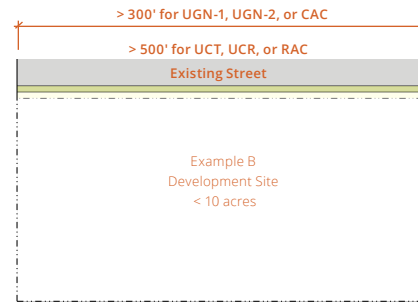 > 300' for UGN-1, UGN-2, or CAC
> 500' for UCT, UCR, or RAC
Existing Street
Example B
Development Site
< 10 acres